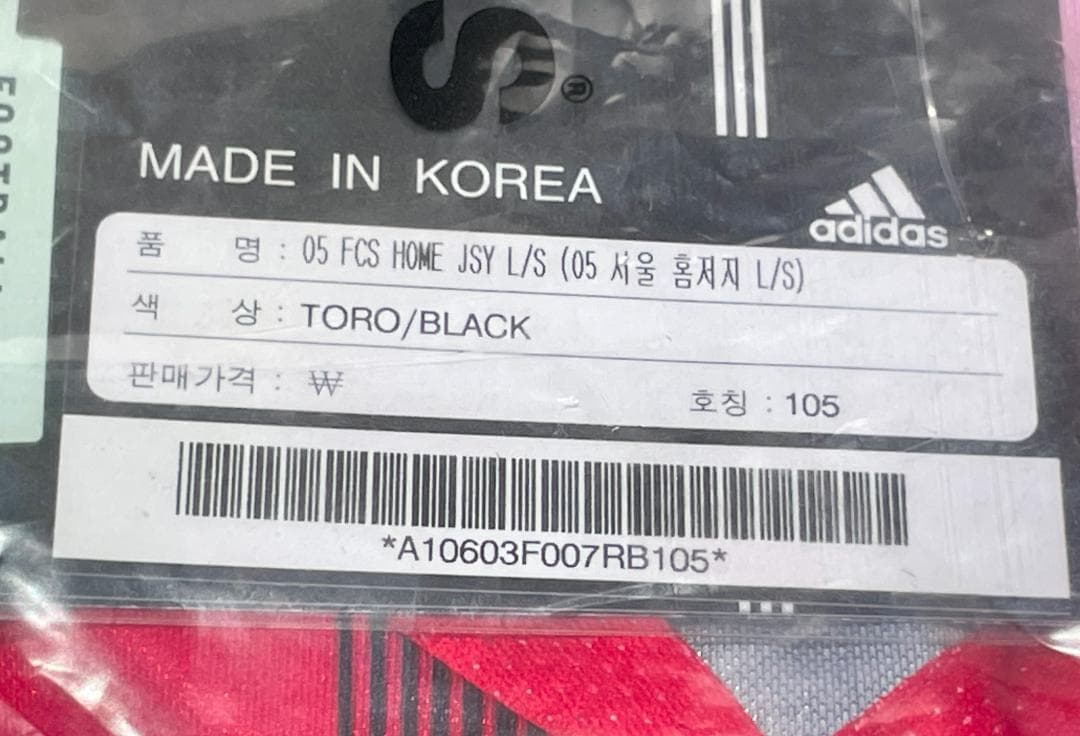 ®
MADE IN KOREA
adidas
품 명 : 05 FCS HOME JSY L/S (05 서울 홈저지 L/S)
색 상 : TORO/BLACK
판매가격 : ₩
호칭 : 105
*A10603F007RB105*